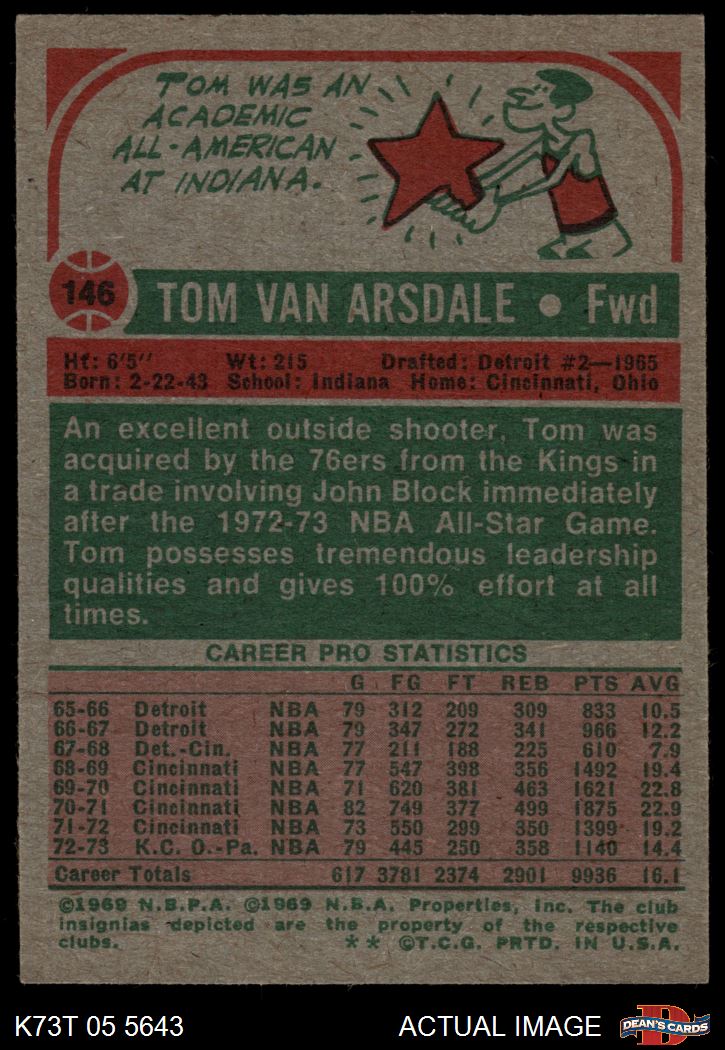 TOM WAS AN
ACADEMIC
ALL-AMERICAN
AT INDIANA.
146 TOM VAN ARSDALE • Fwd
Ht: 6'5" Wt: 215 Drafted: Detroit #2—1965
Born: 2-22-43 School: Indiana Home: Cincinnati, Ohio
An excellent outside shooter, Tom was
acquired by the 76ers from the Kings in
a trade involving John Block immediately
after the 1972-73 NBA All-Star Game.
Tom possesses tremendous leadership
qualities and gives 100% effort at all
times.
CAREER PRO STATISTICS
G FG FT REB PTS AVG
65-66 Detroit NBA 79 312 209 309 833 10.5
66-67 Detroit NBA 79 347 272 341 966 12.2
67-68 Det.-Cin. NBA 77 211 188 225 610 7.9
68-69 Cincinnati NBA 77 547 398 356 1492 19.4
69-70 Cincinnati NBA 71 620 381 463 1621 22.8
70-71 Cincinnati NBA 82 749 377 499 1875 22.9
71-72 Cincinnati NBA 73 550 299 350 1399 19.2
72-73 K.C. O.-Pa. NBA 79 445 250 358 1140 14.4
Career Totals 617 3781 2374 2901 9936 16.1
©1969 N.B.P.A. ©1969 N.B.A. Properties, Inc. The club
insignias depicted are the property of the respective
clubs. ** ©T.C.G. PRTD. IN U.S.A.
K73T 05 5643 ACTUAL IMAGE D DEAN'S CARDS